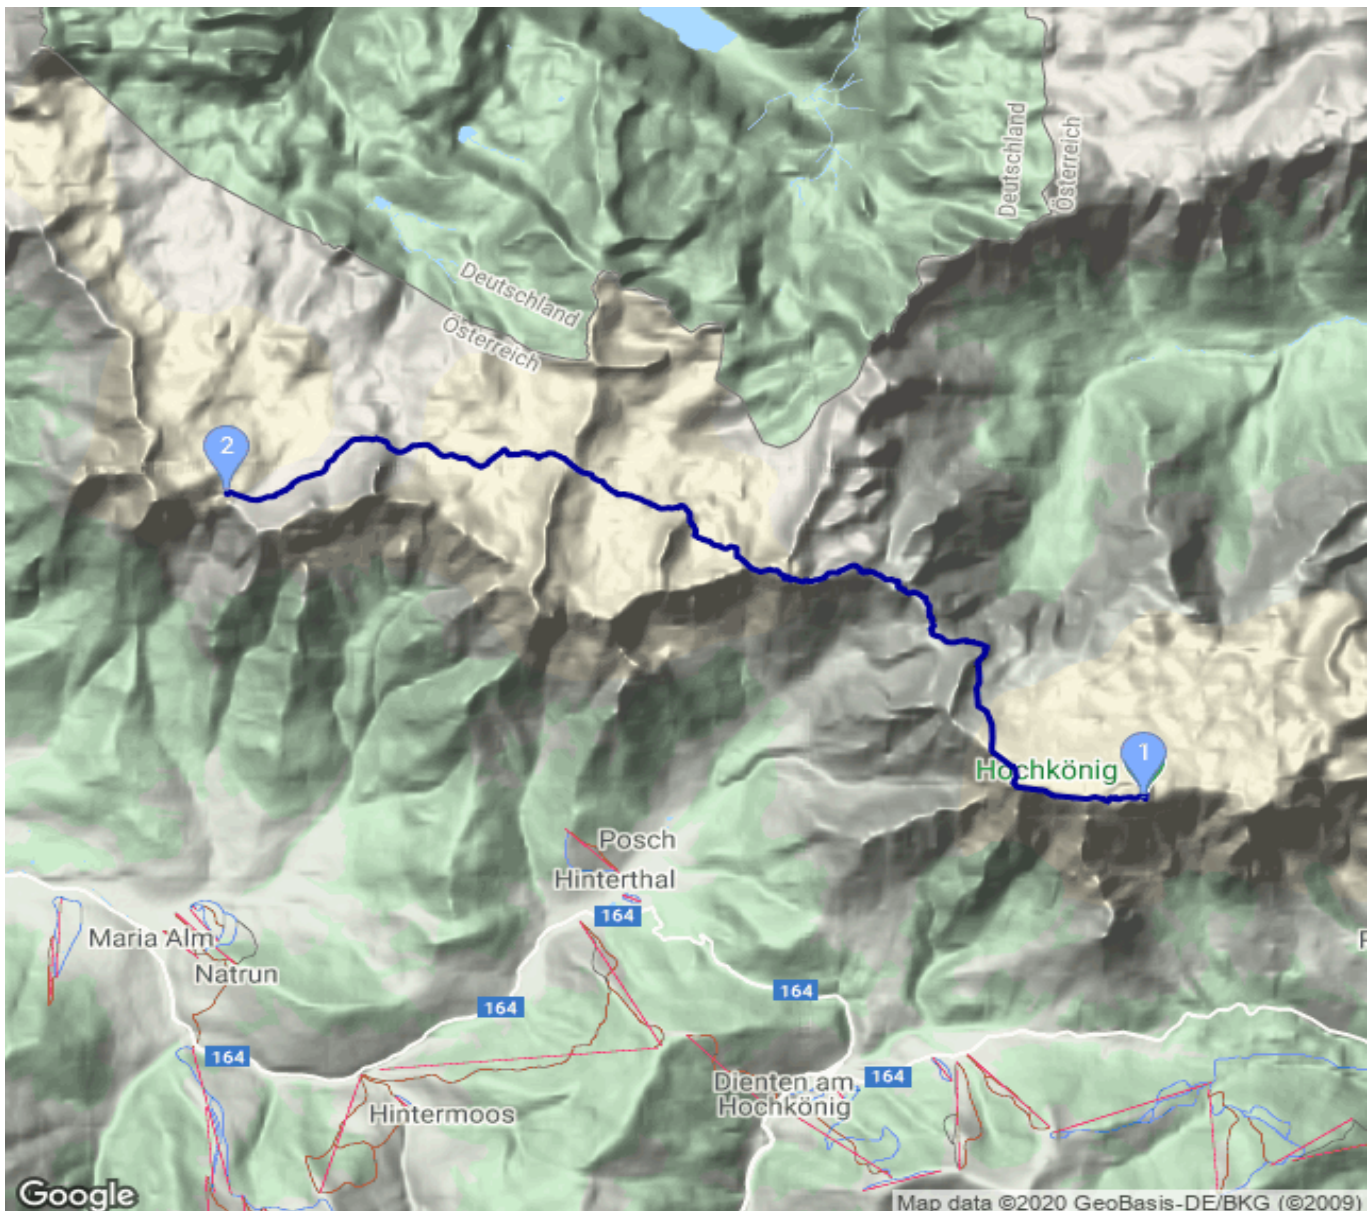 Deutschland
Österreich
Deutschland
Österreich
2
1
Hochkönig
Posch
Hinterthal
164
Maria Alm
Natrun
164
164
164
Dienten am
Hochkönig
164
Hintermoos
Google
Map data ©2020 GeoBasis-DE/BKG (©2009)